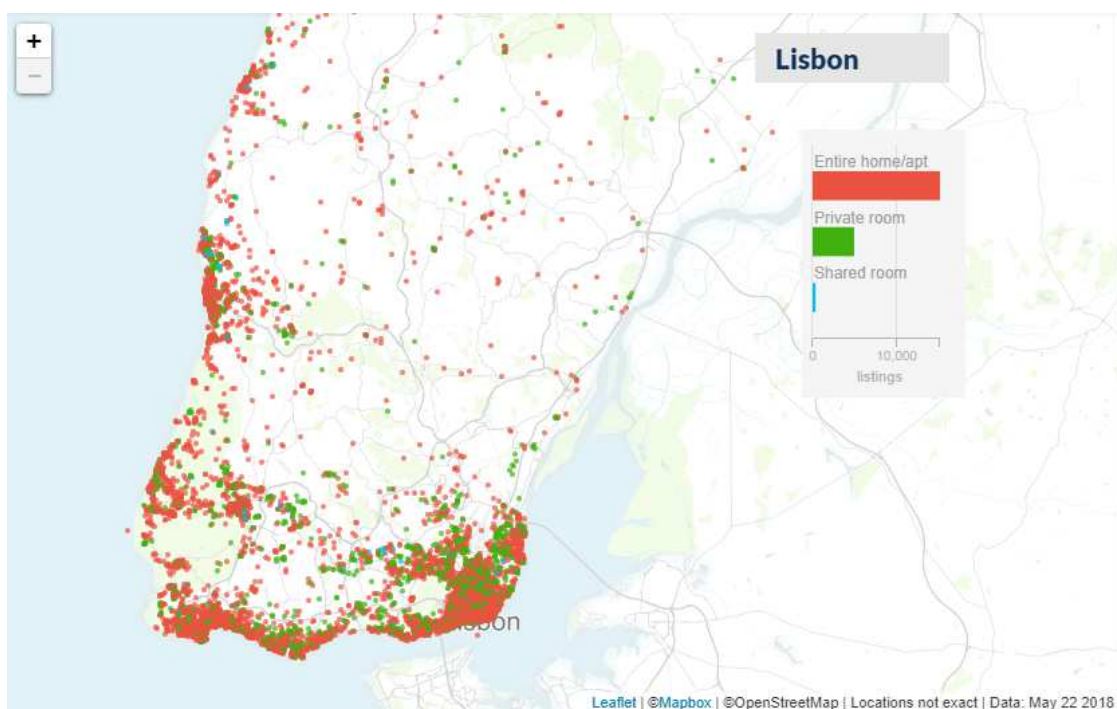 +
−
Lisbon
Entire home/apt
Private room
Shared room
0 10,000
listings
Lisbon
Leaflet | ©Mapbox | ©OpenStreetMap | Locations not exact | Data: May 22 2018